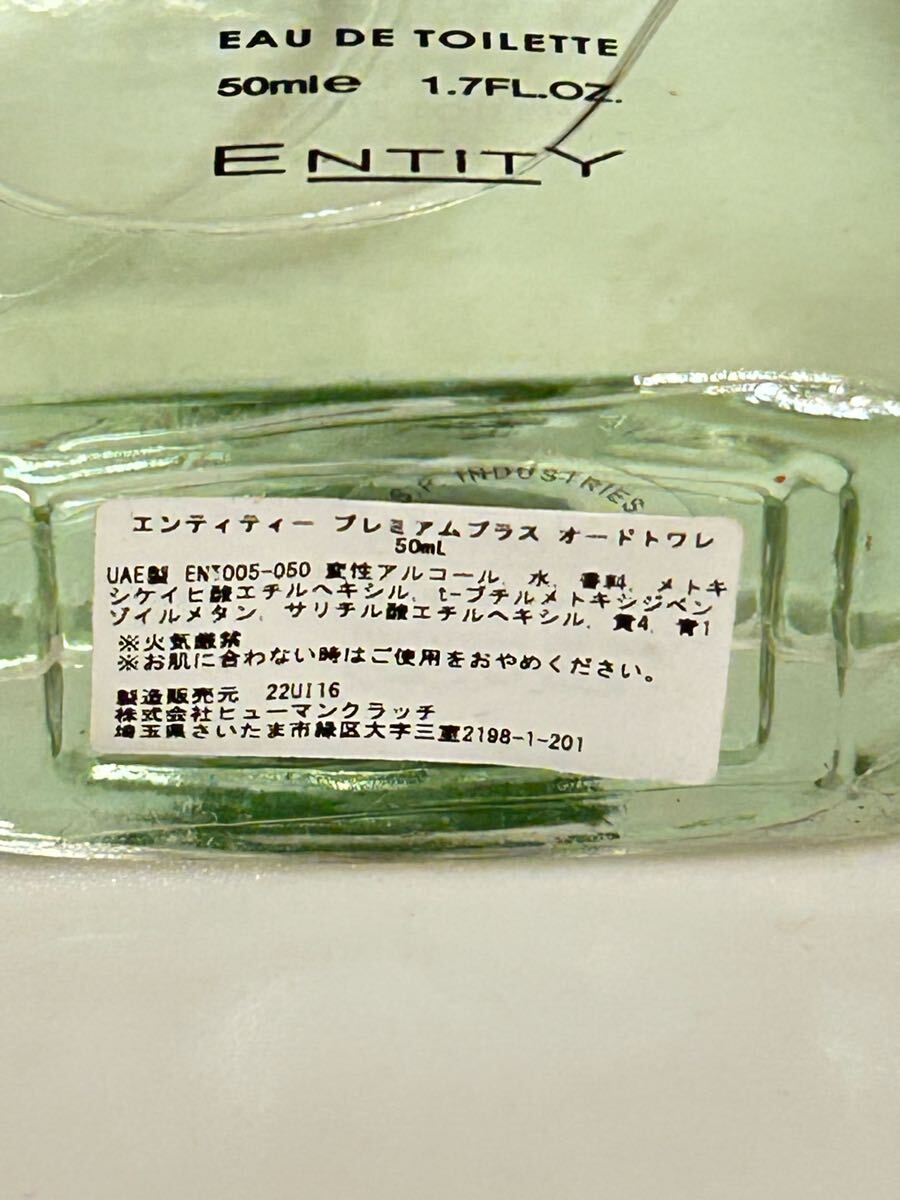 EAU DE TOILETTE
50ml℮ 1.7FL.OZ.
ENTITY
S.P. INDUSTRIES
エンティティー プレミアムプラス オードトワレ
50mL
UAE製 ENT005-050 変性アルコール、水、香料、メトキ
シケイヒ酸エチルヘキシル、t-ブチルメトキシジベン
ゾイルメタン、サリチル酸エチルヘキシル、黄4、青1
※火気厳禁
※お肌に合わない時はご使用をおやめください。
製造販売元 22UI16
株式会社ヒューマンクラッチ
埼玉県さいたま市緑区大字三室2198-1-201